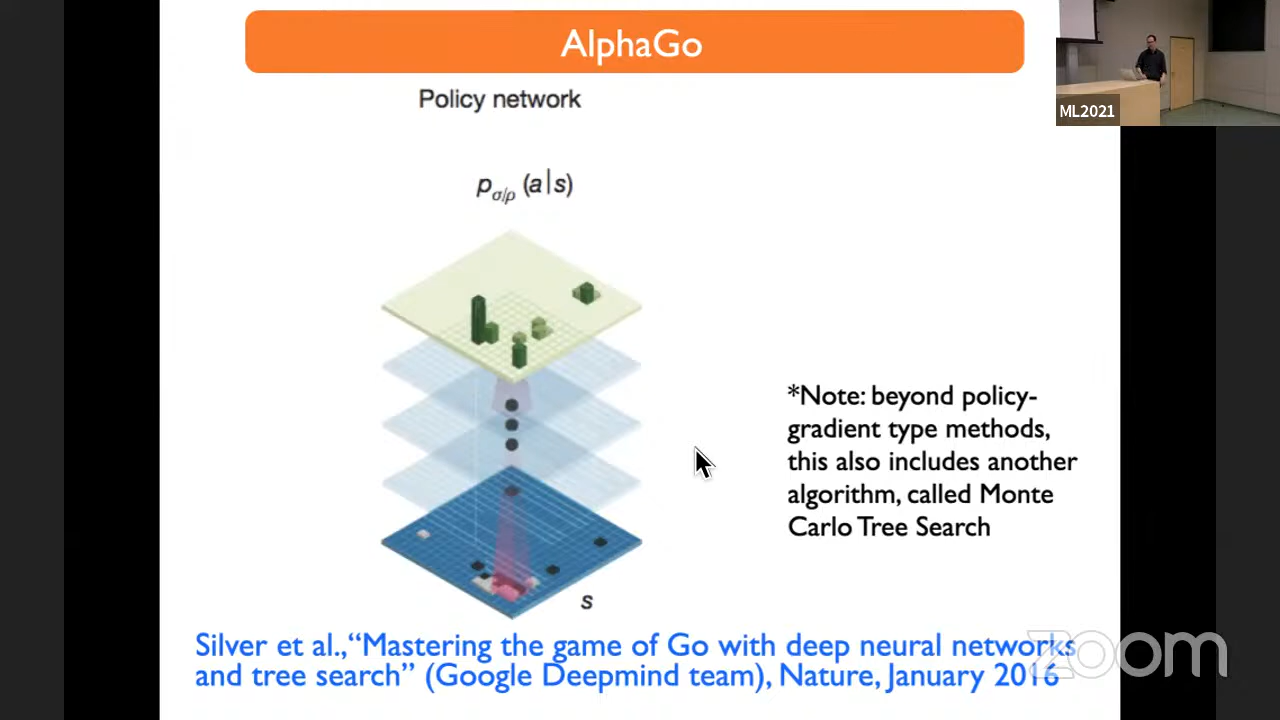 AlphaGo
ML2021
Policy network
pσ/ρ (a|s)
*Note: beyond policy-
gradient type methods,
this also includes another
algorithm, called Monte
Carlo Tree Search
s
Silver et al., “Mastering the game of Go with deep neural networks
and tree search” (Google Deepmind team), Nature, January 2016
zoom